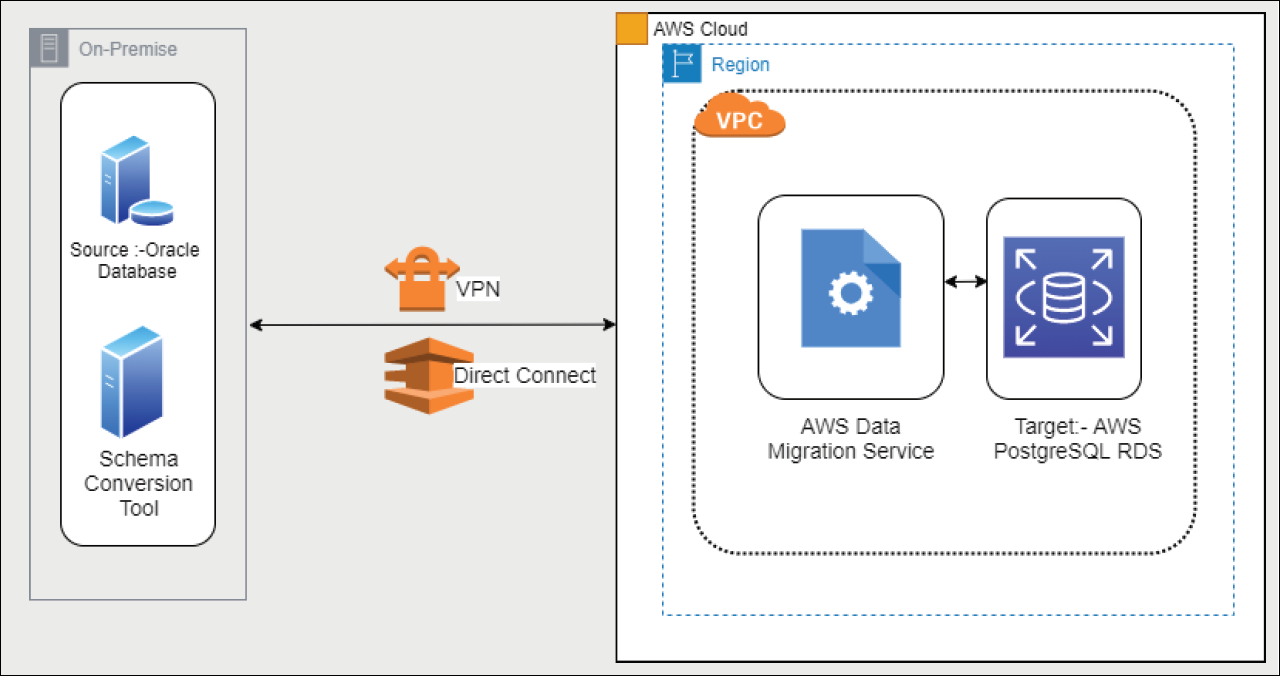 On-Premise
Source :-Oracle
Database
Schema
Conversion
Tool
VPN
Direct Connect
AWS Cloud
Region
VPC
AWS Data
Migration Service
Target:- AWS
PostgreSQL RDS